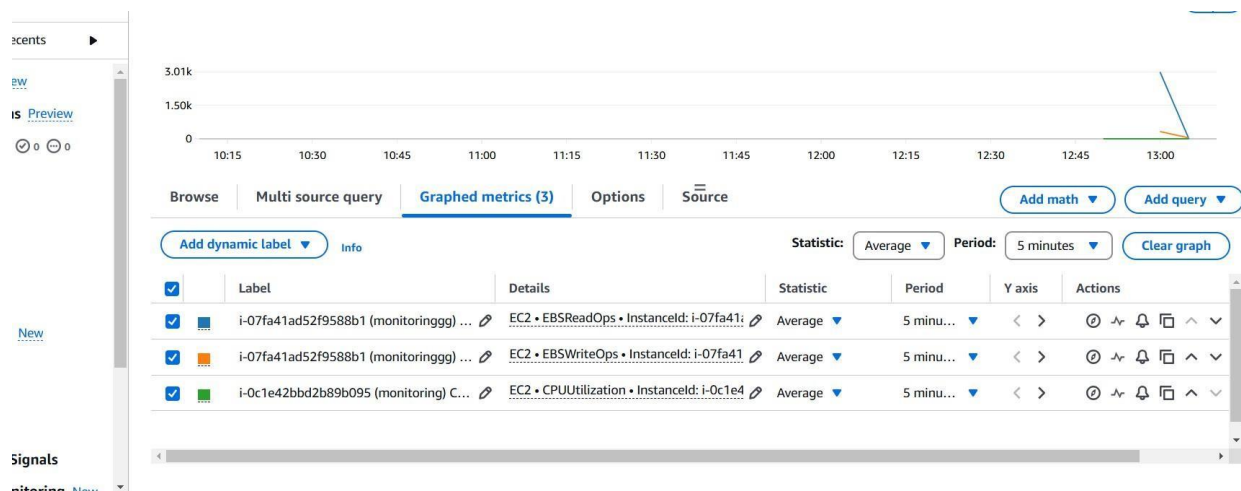 ecents
ew
ns Preview
0 0
New
Signals
nitoring New
3.01k
1.50k
0
10:15 10:30 10:45 11:00 11:15 11:30 11:45 12:00 12:15 12:30 12:45 13:00
Browse Multi source query Graphed metrics (3) Options Source Add math Add query
Add dynamic label Info Statistic: Average Period: 5 minutes Clear graph
Label Details Statistic Period Y axis Actions
i-07fa41ad52f9588b1 (monitoringgg) ... EC2 • EBSReadOps • InstanceId: i-07fa41 Average 5 minu...
i-07fa41ad52f9588b1 (monitoringgg) ... EC2 • EBSWriteOps • InstanceId: i-07fa41 Average 5 minu...
i-0c1e42bbd2b89b095 (monitoring) C... EC2 • CPUUtilization • InstanceId: i-0c1e4 Average 5 minu...